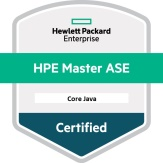 Hewlett Packard
Enterprise
HPE Master ASE
Core Java
Certified